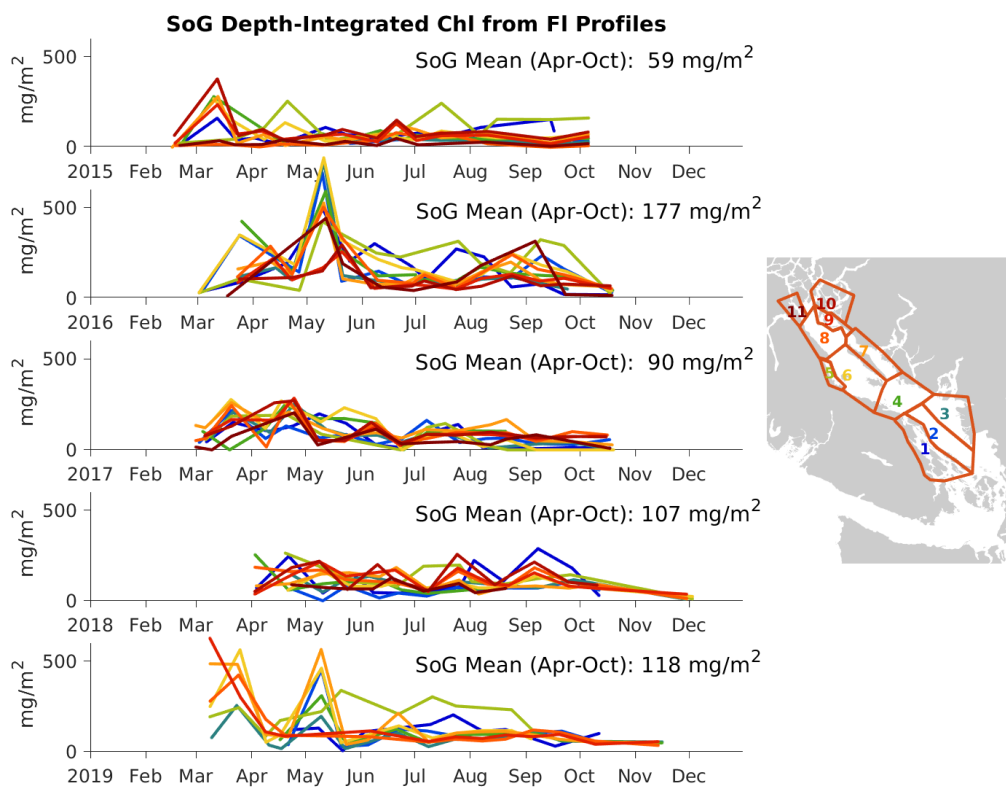 SoG Depth-Integrated Chl from Fl Profiles
500
mg/m²
0
SoG Mean (Apr-Oct): 59 mg/m²
2015 Feb Mar Apr May Jun Jul Aug Sep Oct Nov Dec
500
mg/m²
0
SoG Mean (Apr-Oct): 177 mg/m²
2016 Feb Mar Apr May Jun Jul Aug Sep Oct Nov Dec
500
mg/m²
0
SoG Mean (Apr-Oct): 90 mg/m²
2017 Feb Mar Apr May Jun Jul Aug Sep Oct Nov Dec
500
mg/m²
0
SoG Mean (Apr-Oct): 107 mg/m²
2018 Feb Mar Apr May Jun Jul Aug Sep Oct Nov Dec
500
mg/m²
0
SoG Mean (Apr-Oct): 118 mg/m²
2019 Feb Mar Apr May Jun Jul Aug Sep Oct Nov Dec
10
11
9
8
7
5 6
4
3
2
1